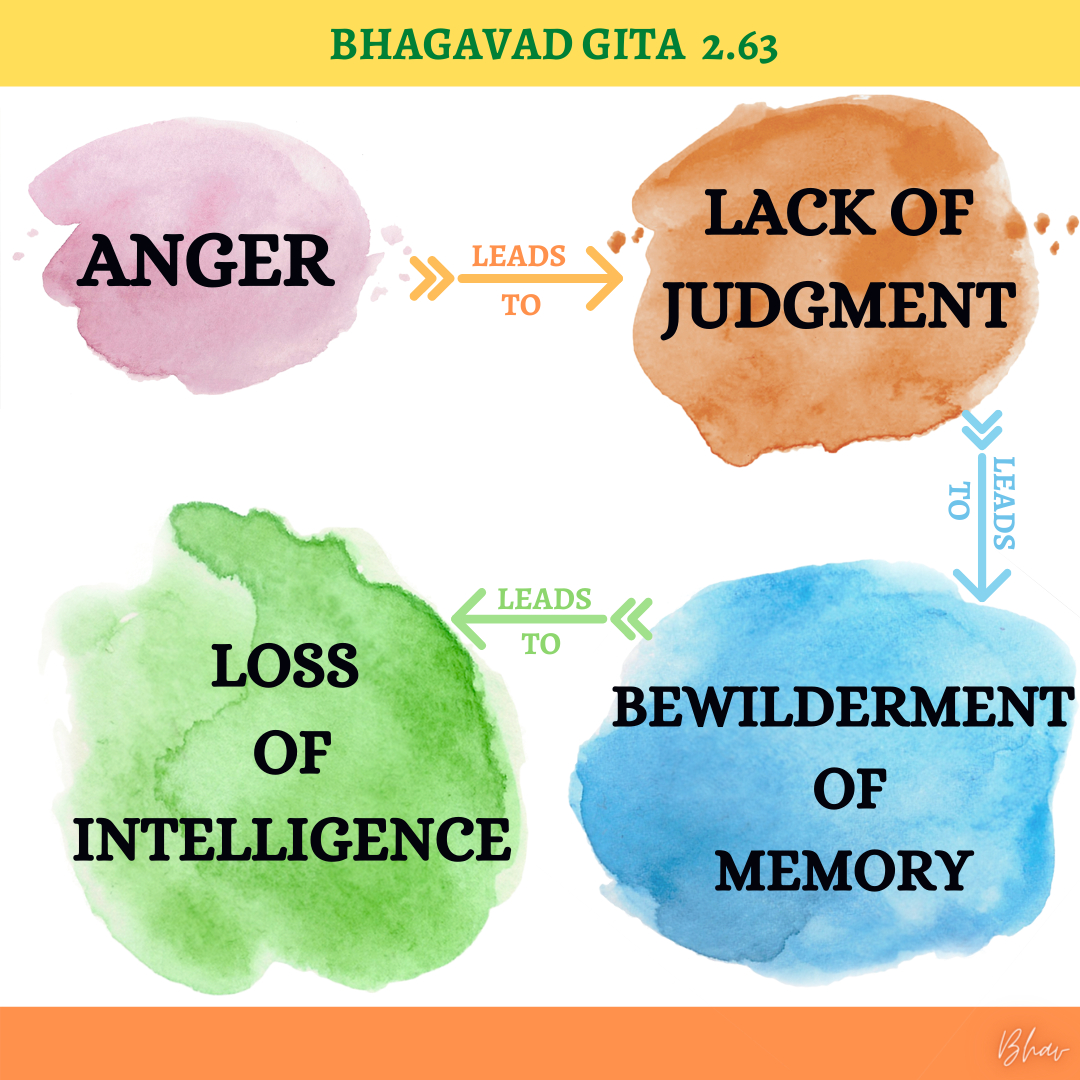 BHAGAVAD GITA 2.63
ANGER
LEADS
TO
LACK OF
JUDGMENT
LEADS
TO
BEWILDERMENT
OF
MEMORY
LEADS
TO
LOSS
OF
INTELLIGENCE
Bhav